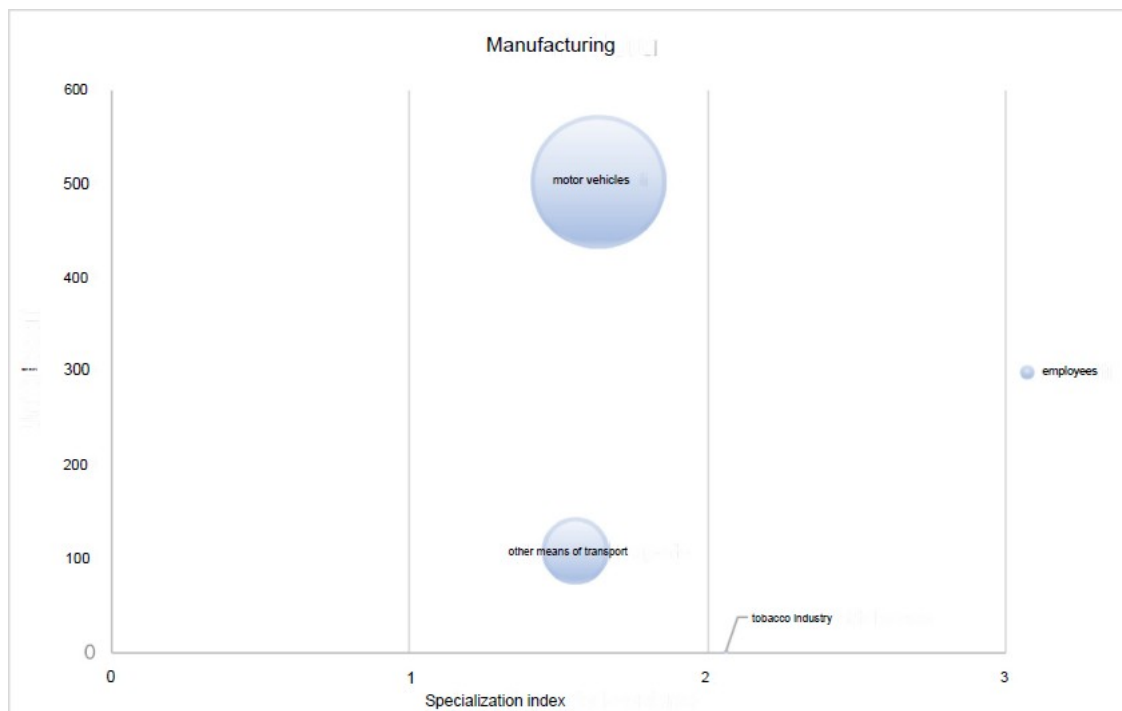 Manufacturing
600
500
400
300
200
100
0
motor vehicles
other means of transport
tobacco industry
employees
0 1 2 3
Specialization index